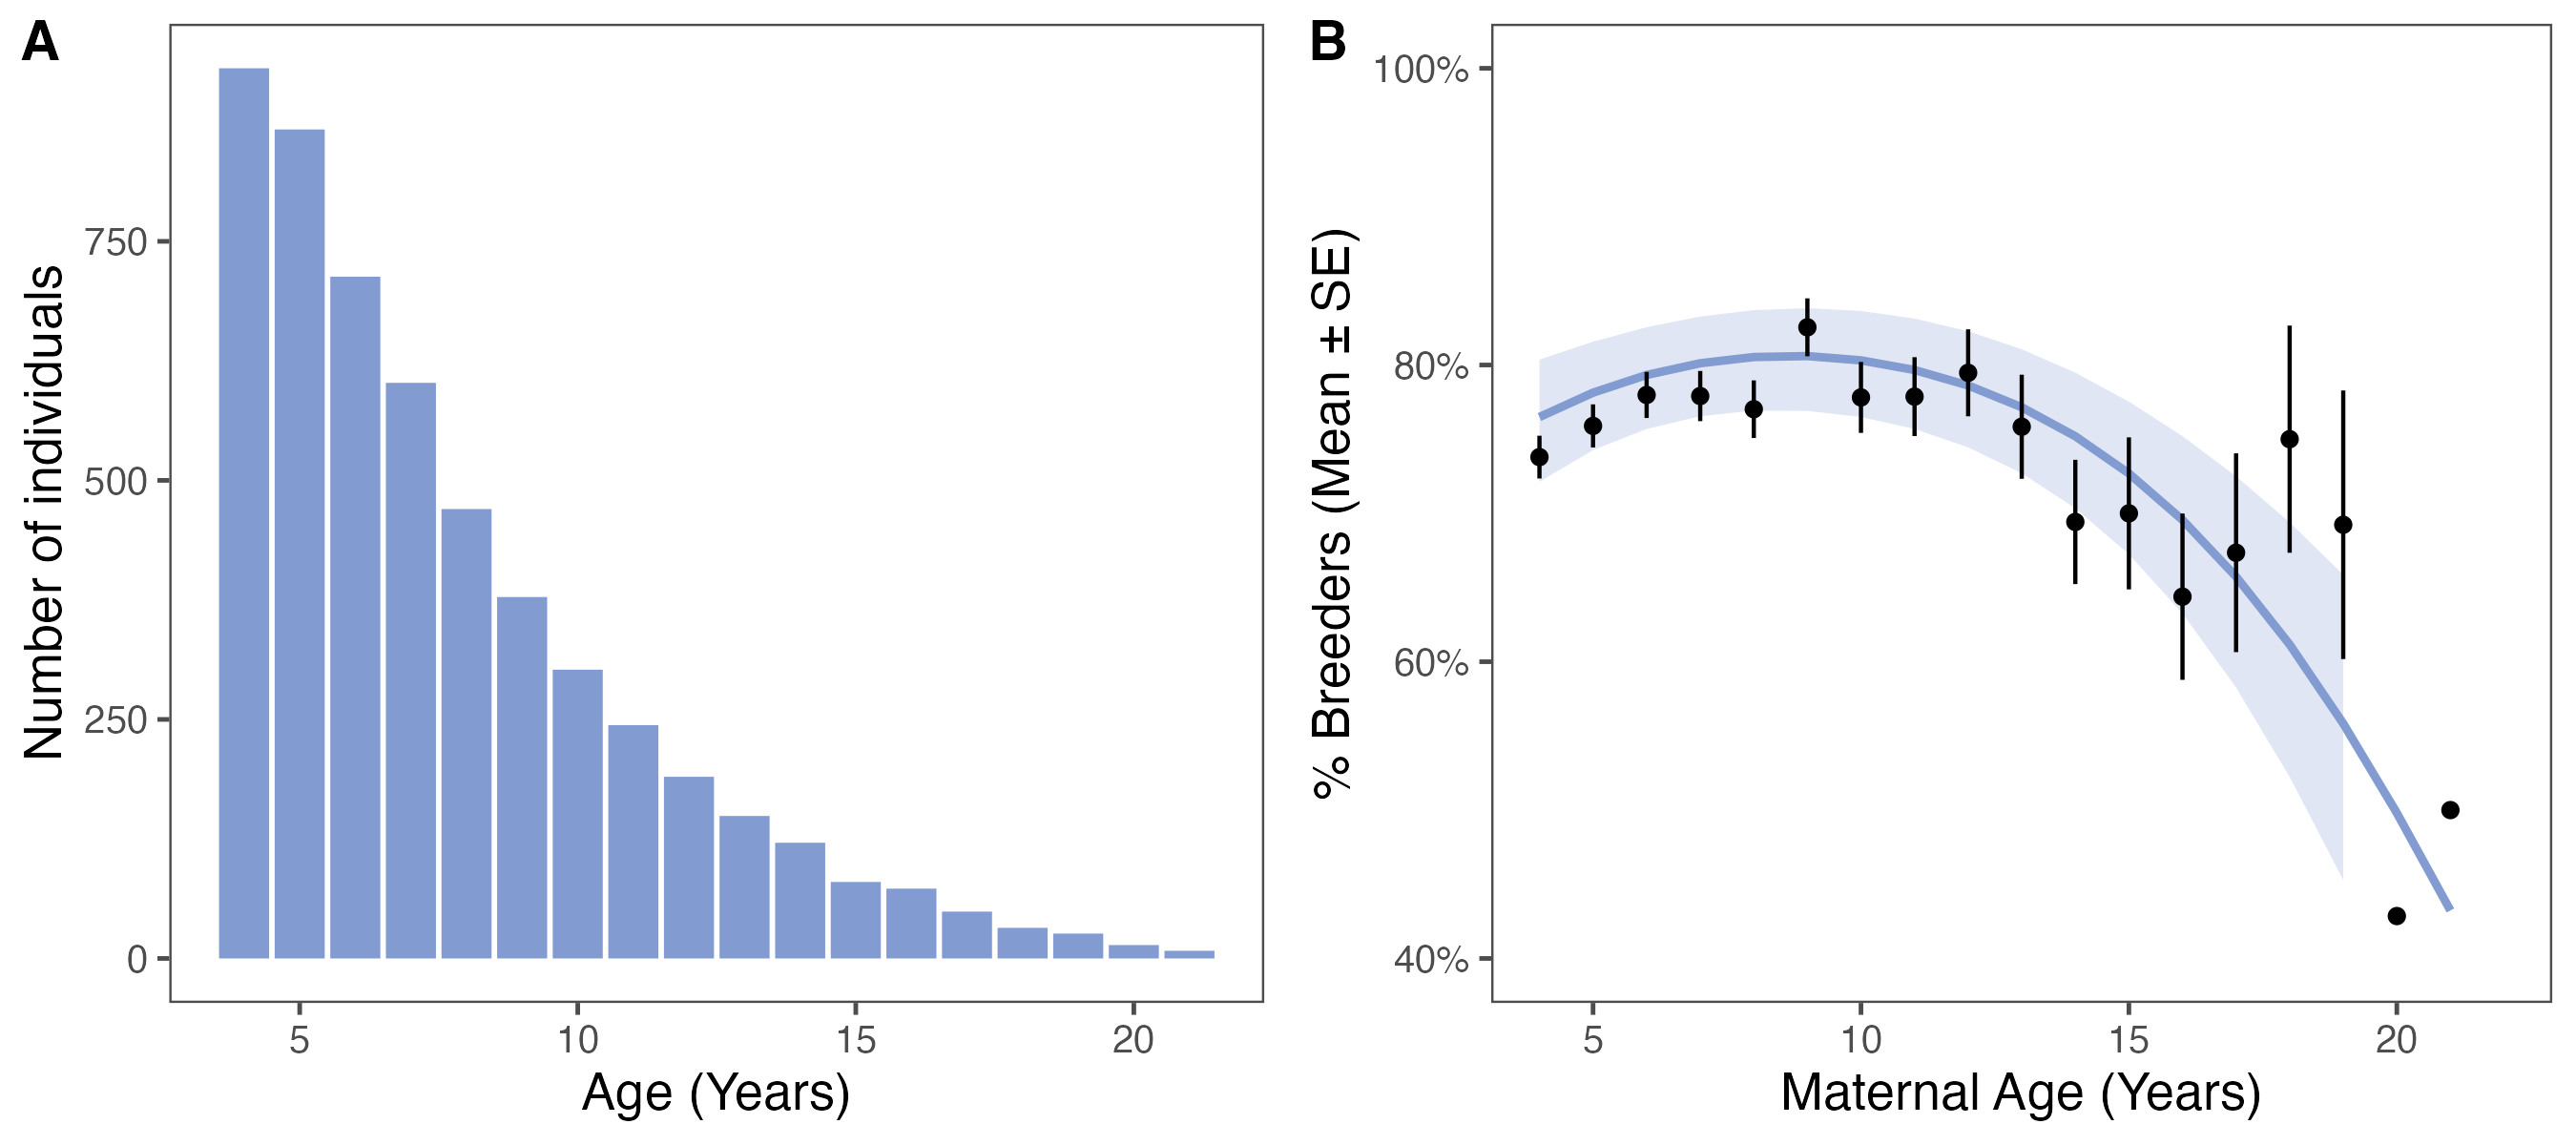 A
Number of individuals
750
500
250
0
5 10 15 20
Age (Years)
B
% Breeders (Mean ± SE)
100%
80%
60%
40%
5 10 15 20
Maternal Age (Years)